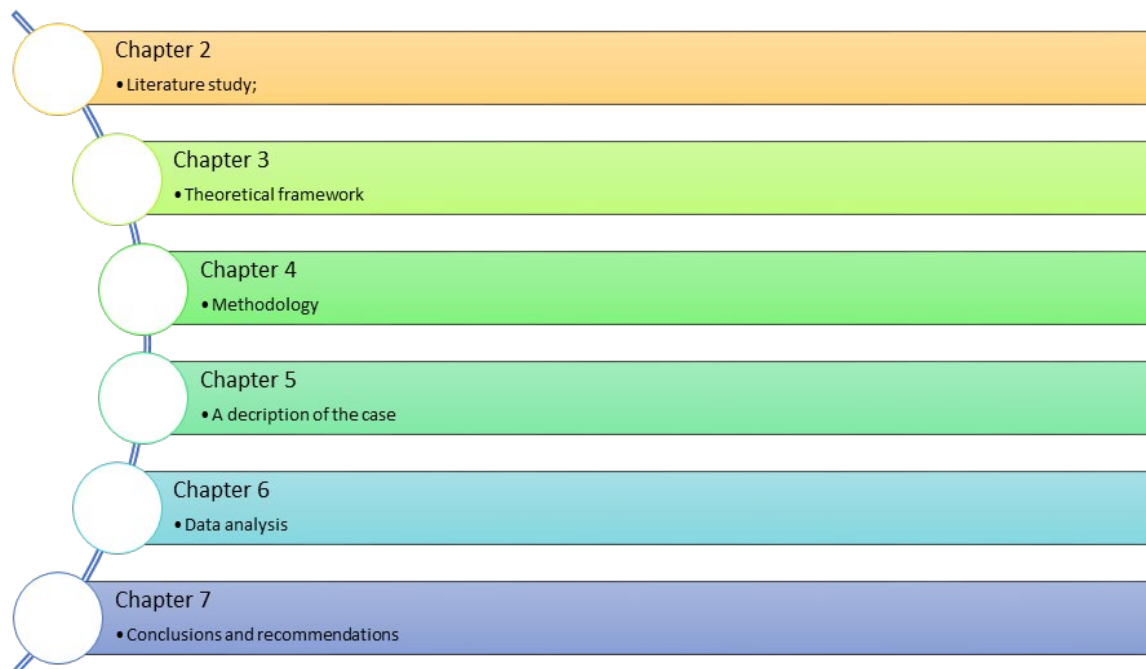 Chapter 2
• Literature study;
Chapter 3
• Theoretical framework
Chapter 4
• Methodology
Chapter 5
• A decription of the case
Chapter 6
• Data analysis
Chapter 7
• Conclusions and recommendations